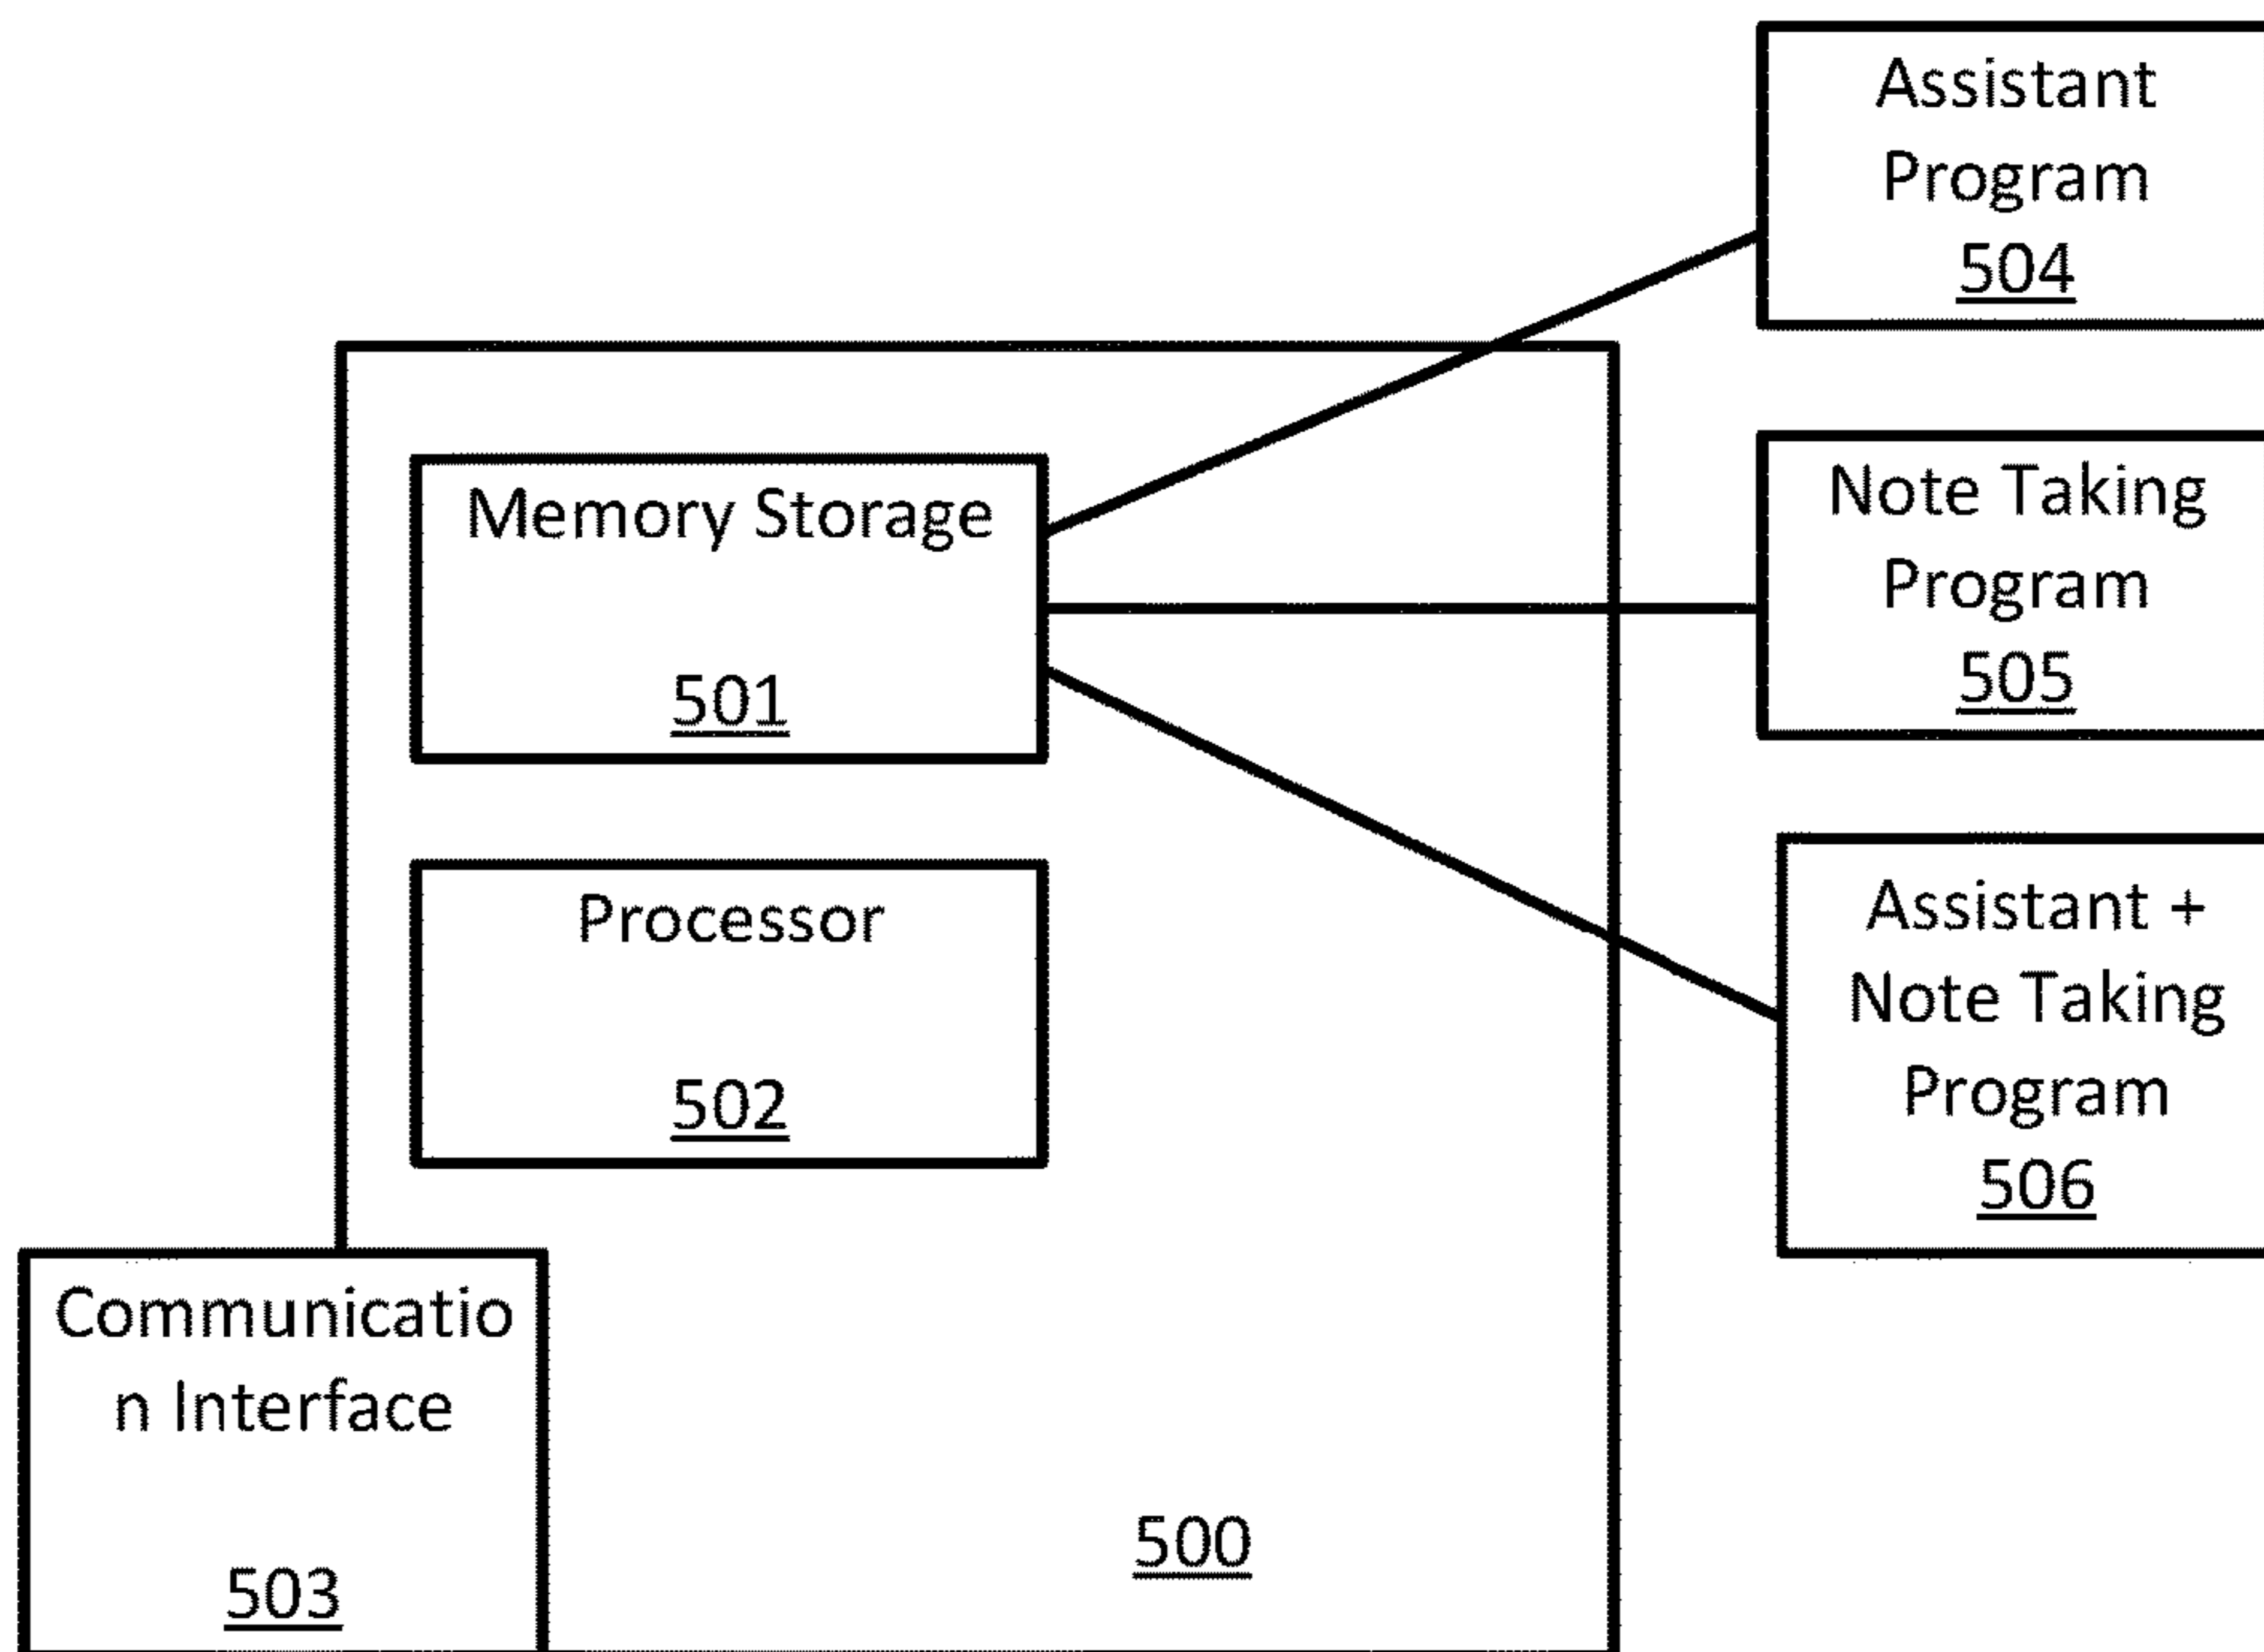 Assistant
Program
504
Memory Storage
501
Note Taking
Program
505
Processor
502
Assistant +
Note Taking
Program
506
Communicatio
n Interface
503
500